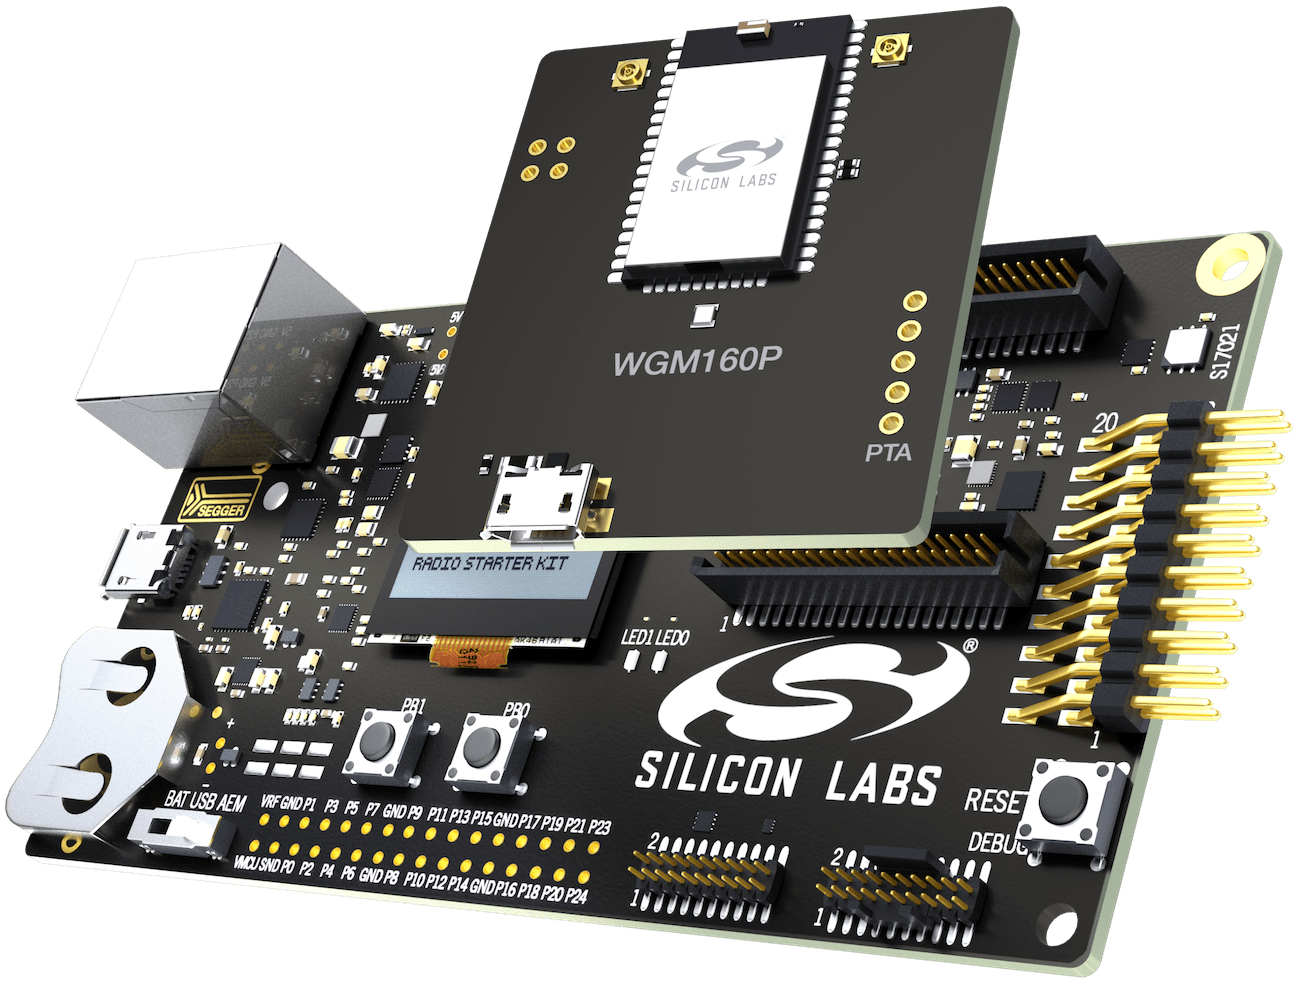 SILICON LABS
WGM160P
PTA
5V
S17021
20
SEGGER
RADIO STARTER KIT
1
LED1 LED0
®
SILICON LABS
1
PB1
PB0
+
BAT USB AEM
VRF GND P1 P3 P5 P7 GND P9 P11 P13 P15 GND P17 P19 P21 P23
VMCU SND P0 P2 P4 P6 GND P8 P10 P12 P14 GND P16 P18 P20 P24
RESE
DEBUG
2
1
2
1